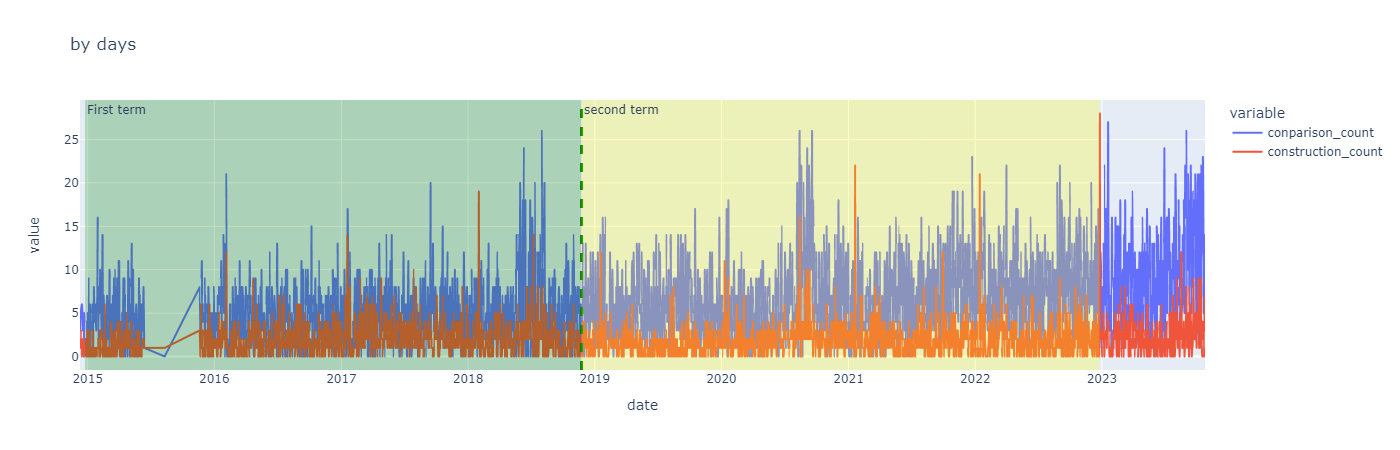 by days
First term
second term
variable
conparison_count
construction_count
value
25
20
15
10
5
0
2015 2016 2017 2018 2019 2020 2021 2022 2023
date